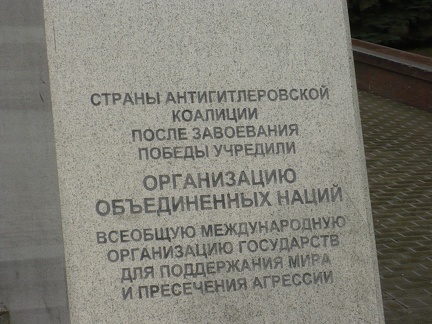 СТРАНЫ АНТИГИТЛЕРОВСКОЙ
КОАЛИЦИИ
ПОСЛЕ ЗАВОЕВАНИЯ
ПОБЕДЫ УЧРЕДИЛИ
ОРГАНИЗАЦИЮ
ОБЪЕДИНЕННЫХ НАЦИЙ
ВСЕОБЩУЮ МЕЖДУНАРОДНУЮ
ОРГАНИЗАЦИЮ ГОСУДАРСТВ
ДЛЯ ПОДДЕРЖАНИЯ МИРА
И ПРЕСЕЧЕНИЯ АГРЕССИИ